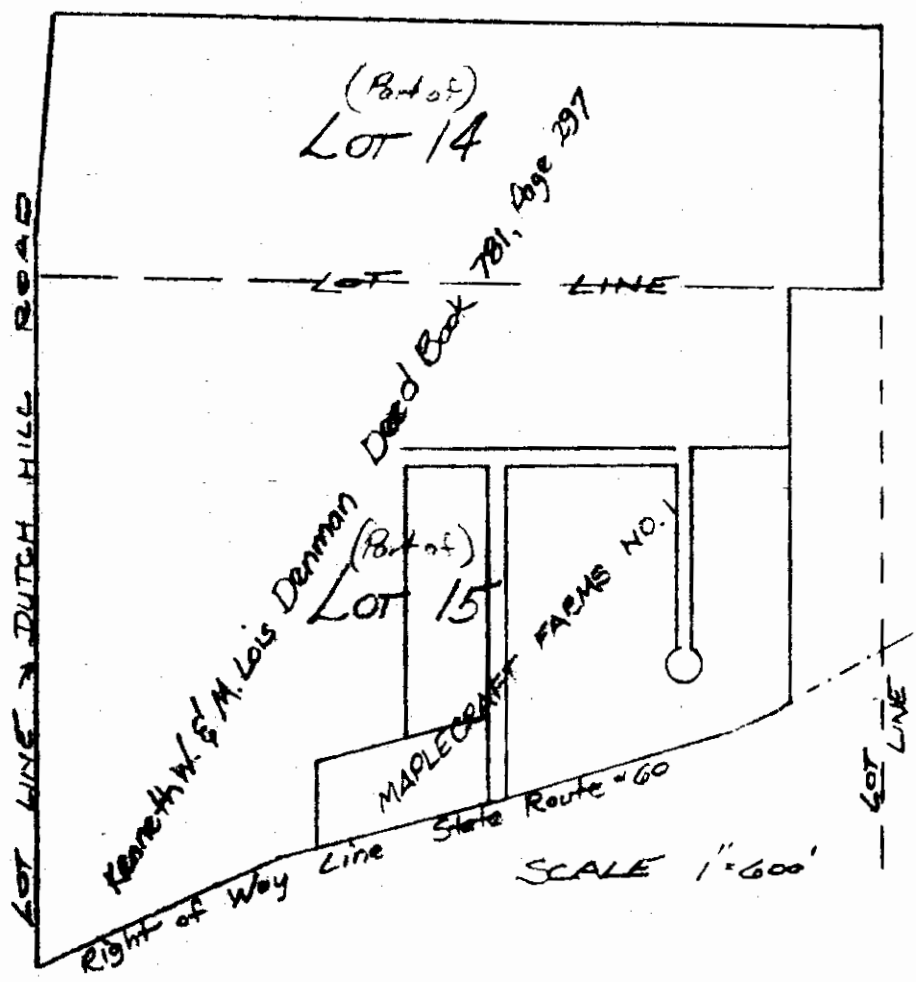 (Part of)
LOT 14
LOT LINE
LOT LINE → DUTCH HILL ROAD
Kenneth W. & M. Lois Denman Deed Book 781, Page 297
(Part of)
LOT 15
MAPLECRAFT FARMS NO. 1
Right of Way Line State Route 60
LOT LINE
SCALE 1"=600'